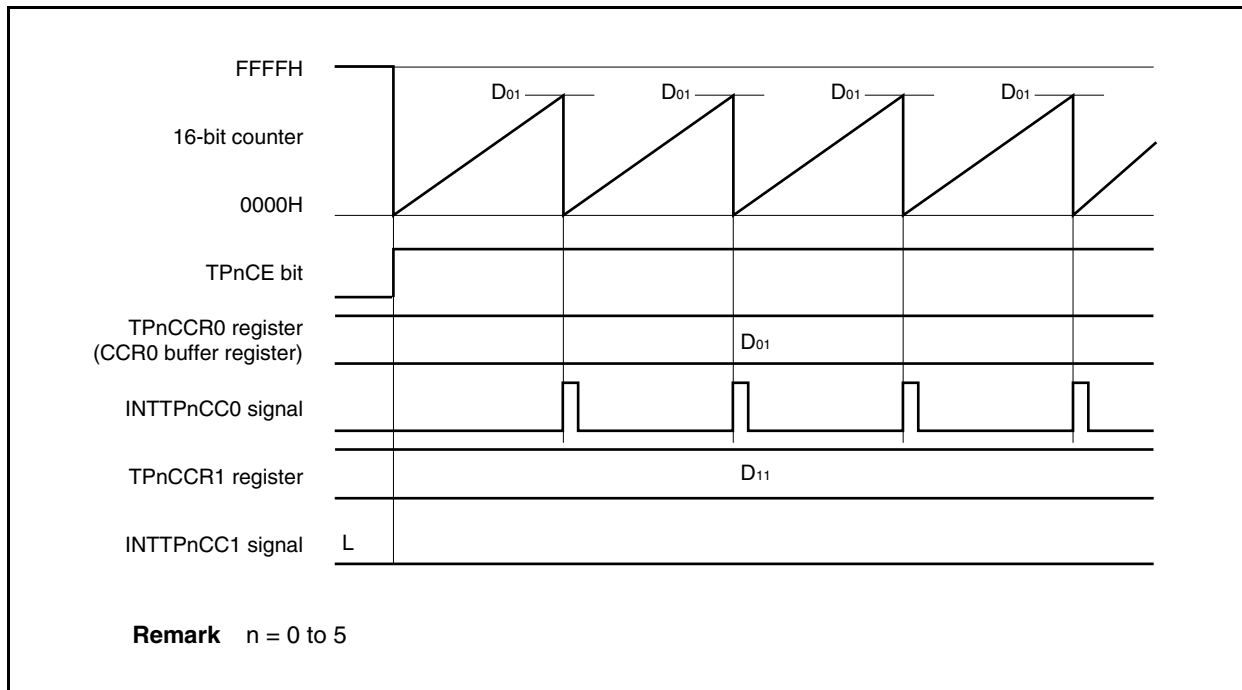 FFFFH
D01 D01 D01 D01
16-bit counter
0000H
TPnCE bit
TPnCCR0 register
(CCR0 buffer register)
D01
INTTPnCC0 signal
TPnCCR1 register
D11
INTTPnCC1 signal
L
Remark n = 0 to 5